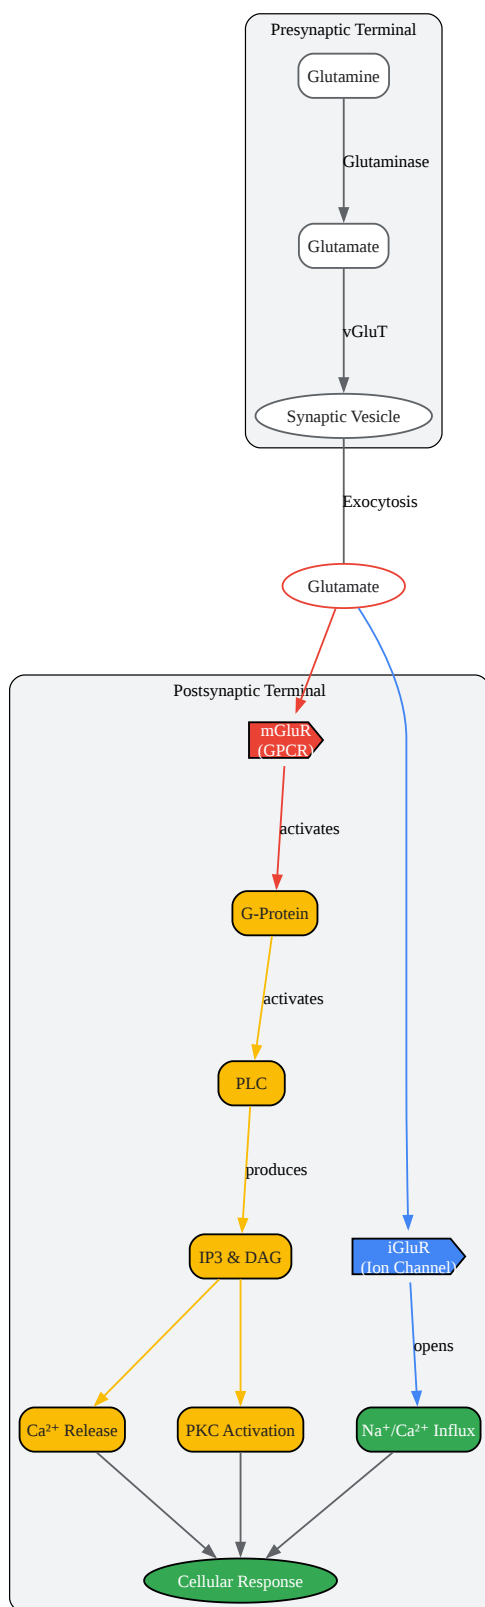 Presynaptic Terminal
Glutamine
Glutaminase
Glutamate
vGluT
Synaptic Vesicle
Exocytosis
Glutamate
Postsynaptic Terminal
mGluR
(GPCR)
activates
G-Protein
activates
PLC
produces
IP3 & DAG
iGluR
(Ion Channel)
opens
Ca²⁺ Release
PKC Activation
Na⁺/Ca²⁺ Influx
Cellular Response